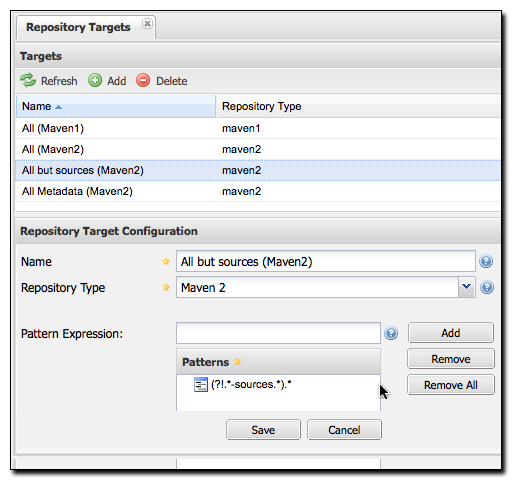 Repository Targets
Targets
Refresh Add Delete
Name Repository Type
All (Maven1) maven1
All (Maven2) maven2
All but sources (Maven2) maven2
All Metadata (Maven2) maven2
Repository Target Configuration
Name All but sources (Maven2)
Repository Type Maven 2
Pattern Expression: Add
Remove
Patterns
(?!.*-sources.*).* Remove All
Save Cancel